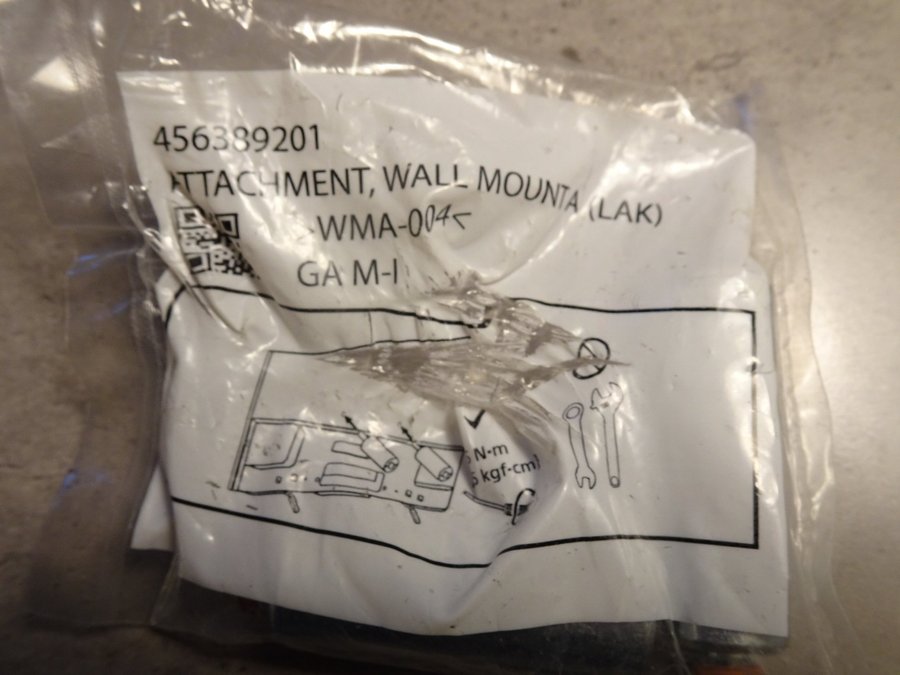 456389201
ATTACHMENT, WALL MOUNTA (LAK)
-WMA-004
GA M-I
N·m
kgf-cm)